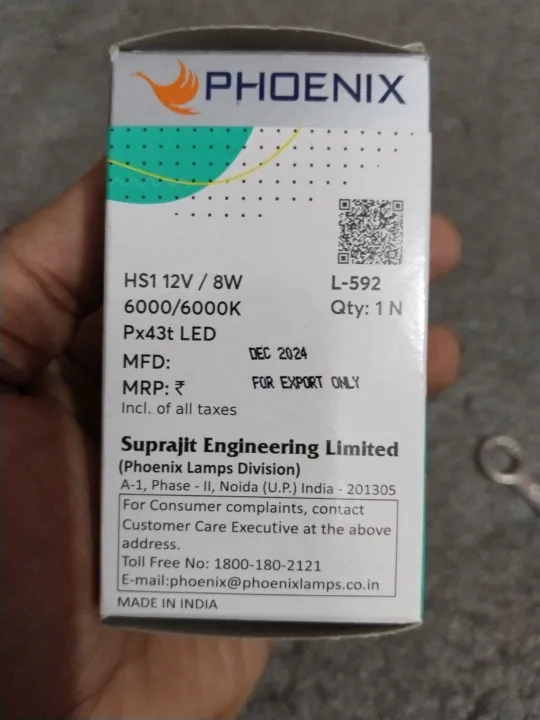 PHOENIX
HS1 12V / 8W
L-592
6000/6000K
Qty: 1 N
Px43t LED
MFD: DEC 2024
MRP: ₹ FOR EXPORT ONLY
Incl. of all taxes
Suprajit Engineering Limited
(Phoenix Lamps Division)
A-1, Phase - II, Noida (U.P.) India - 201305
For Consumer complaints, contact
Customer Care Executive at the above
address.
Toll Free No: 1800-180-2121
E-mail:phoenix@phoenixlamps.co.in
MADE IN INDIA